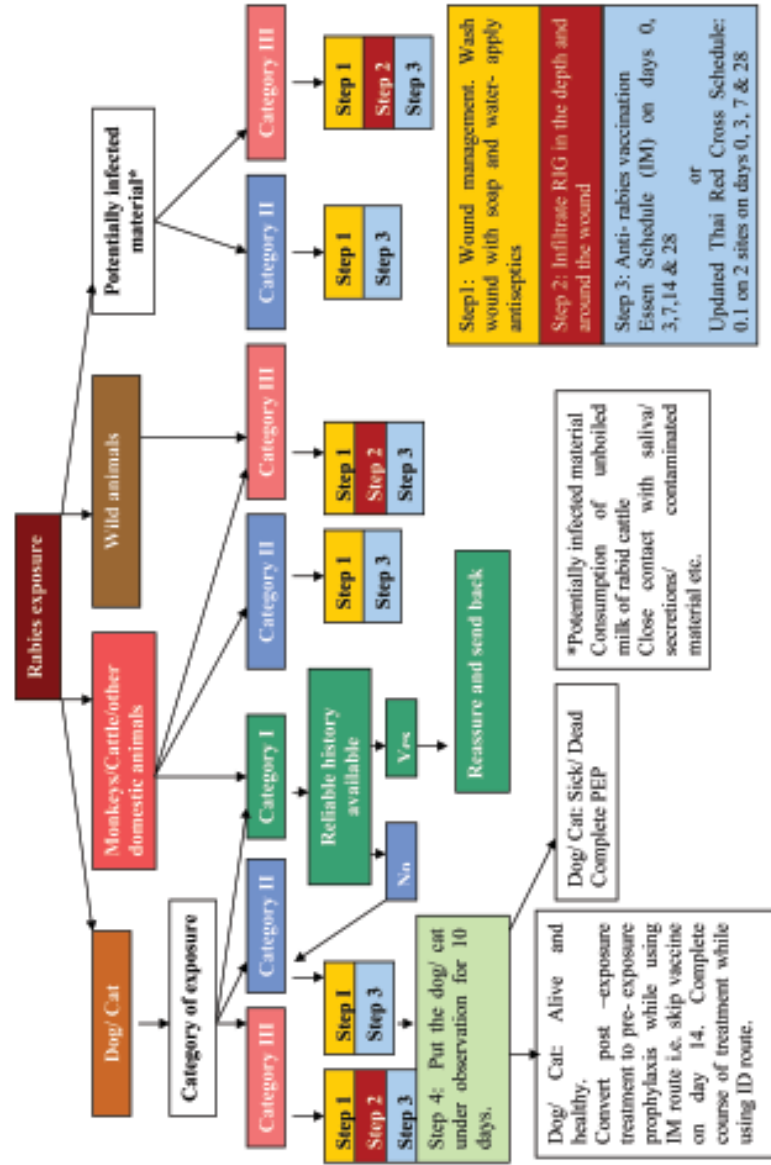 Rabies exposure
Dog/ Cat
Monkeys/Cattle/other
domestic animals
Wild animals
Potentially infected
material*
Category of exposure
Category III
Category II
Category I
Category II
Category III
Category II
Category III
Reliable history
available
No
Yes
Reassure and send back
Step 1
Step 2
Step 3
Step 1
Step 3
Step 1
Step 3
Step 1
Step 2
Step 3
Step 1
Step 3
Step 1
Step 2
Step 3
Step 4: Put the dog/ cat
under observation for 10
days.
Dog/ Cat: Alive and
healthy.
Convert post –exposure
treatment to pre- exposure
prophylaxis while using
IM route i.e. skip vaccine
on day 14. Complete
course of treatment while
using ID route.
Dog/ Cat: Sick/ Dead
Complete PEP
*Potentially infected material
Consumption of unboiled
milk of rabid cattle
Close contact with saliva/
secretions/ contaminated
material etc.
Step1: Wound management. Wash
wound with soap and water- apply
antiseptics
Step 2: Infiltrate RIG in the depth and
around the wound
Step 3: Anti- rabies vaccination
Essen Schedule (IM) on days 0,
3,7,14 & 28
or
Updated Thai Red Cross Schedule:
0.1 on 2 sites on days 0, 3, 7 & 28